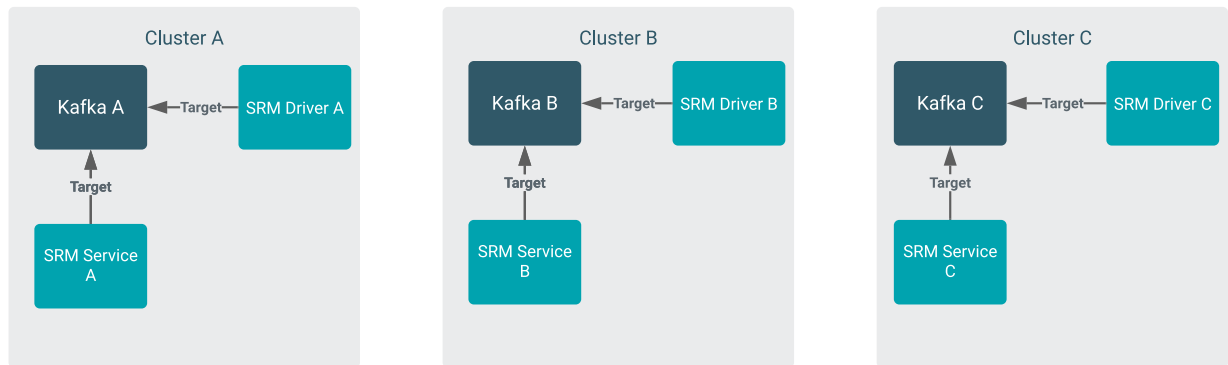 Cluster A
Kafka A
Target
SRM Driver A
Target
SRM Service
A
Cluster B
Kafka B
Target
SRM Driver B
Target
SRM Service
B
Cluster C
Kafka C
Target
SRM Driver C
Target
SRM Service
C